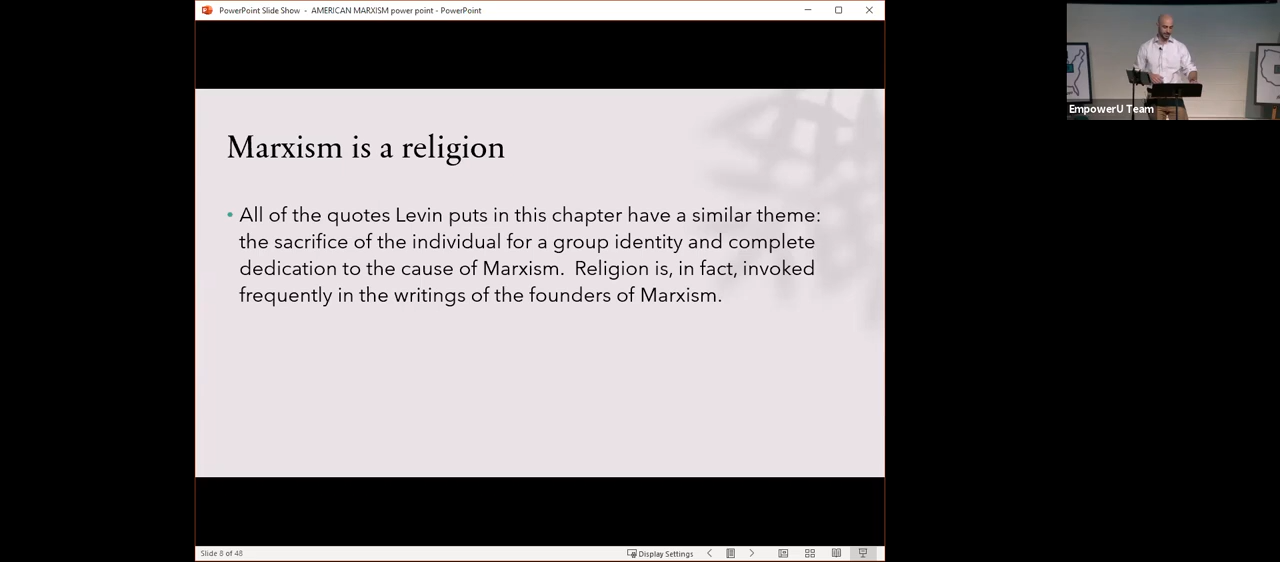 PowerPoint Slide Show - AMERICAN MARXISM power point - PowerPoint
EmpowerU Team
Marxism is a religion
• All of the quotes Levin puts in this chapter have a similar theme:
the sacrifice of the individual for a group identity and complete
dedication to the cause of Marxism. Religion is, in fact, invoked
frequently in the writings of the founders of Marxism.
Slide 8 of 48
Display Settings